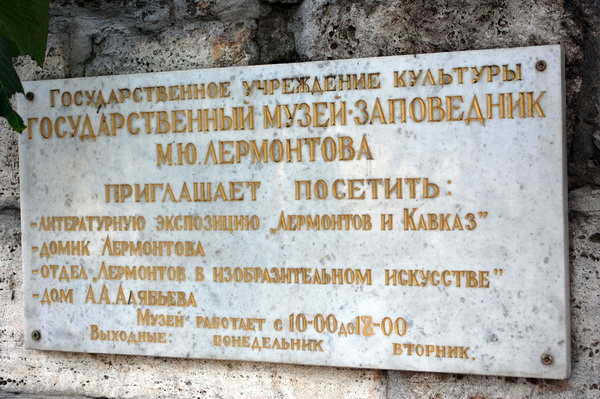 Государственное учреждение культуры
Государственный музей-заповедник
М.Ю. Лермонтова
приглашает посетить:
-литературную экспозицию „Лермонтов и Кавказ"
-домик Лермонтова
-отдел „Лермонтов в изобразительном искусстве"
-дом А.А. Алябьева
Музей работает с 10-00 до 18-00
Выходные: понедельник вторник.